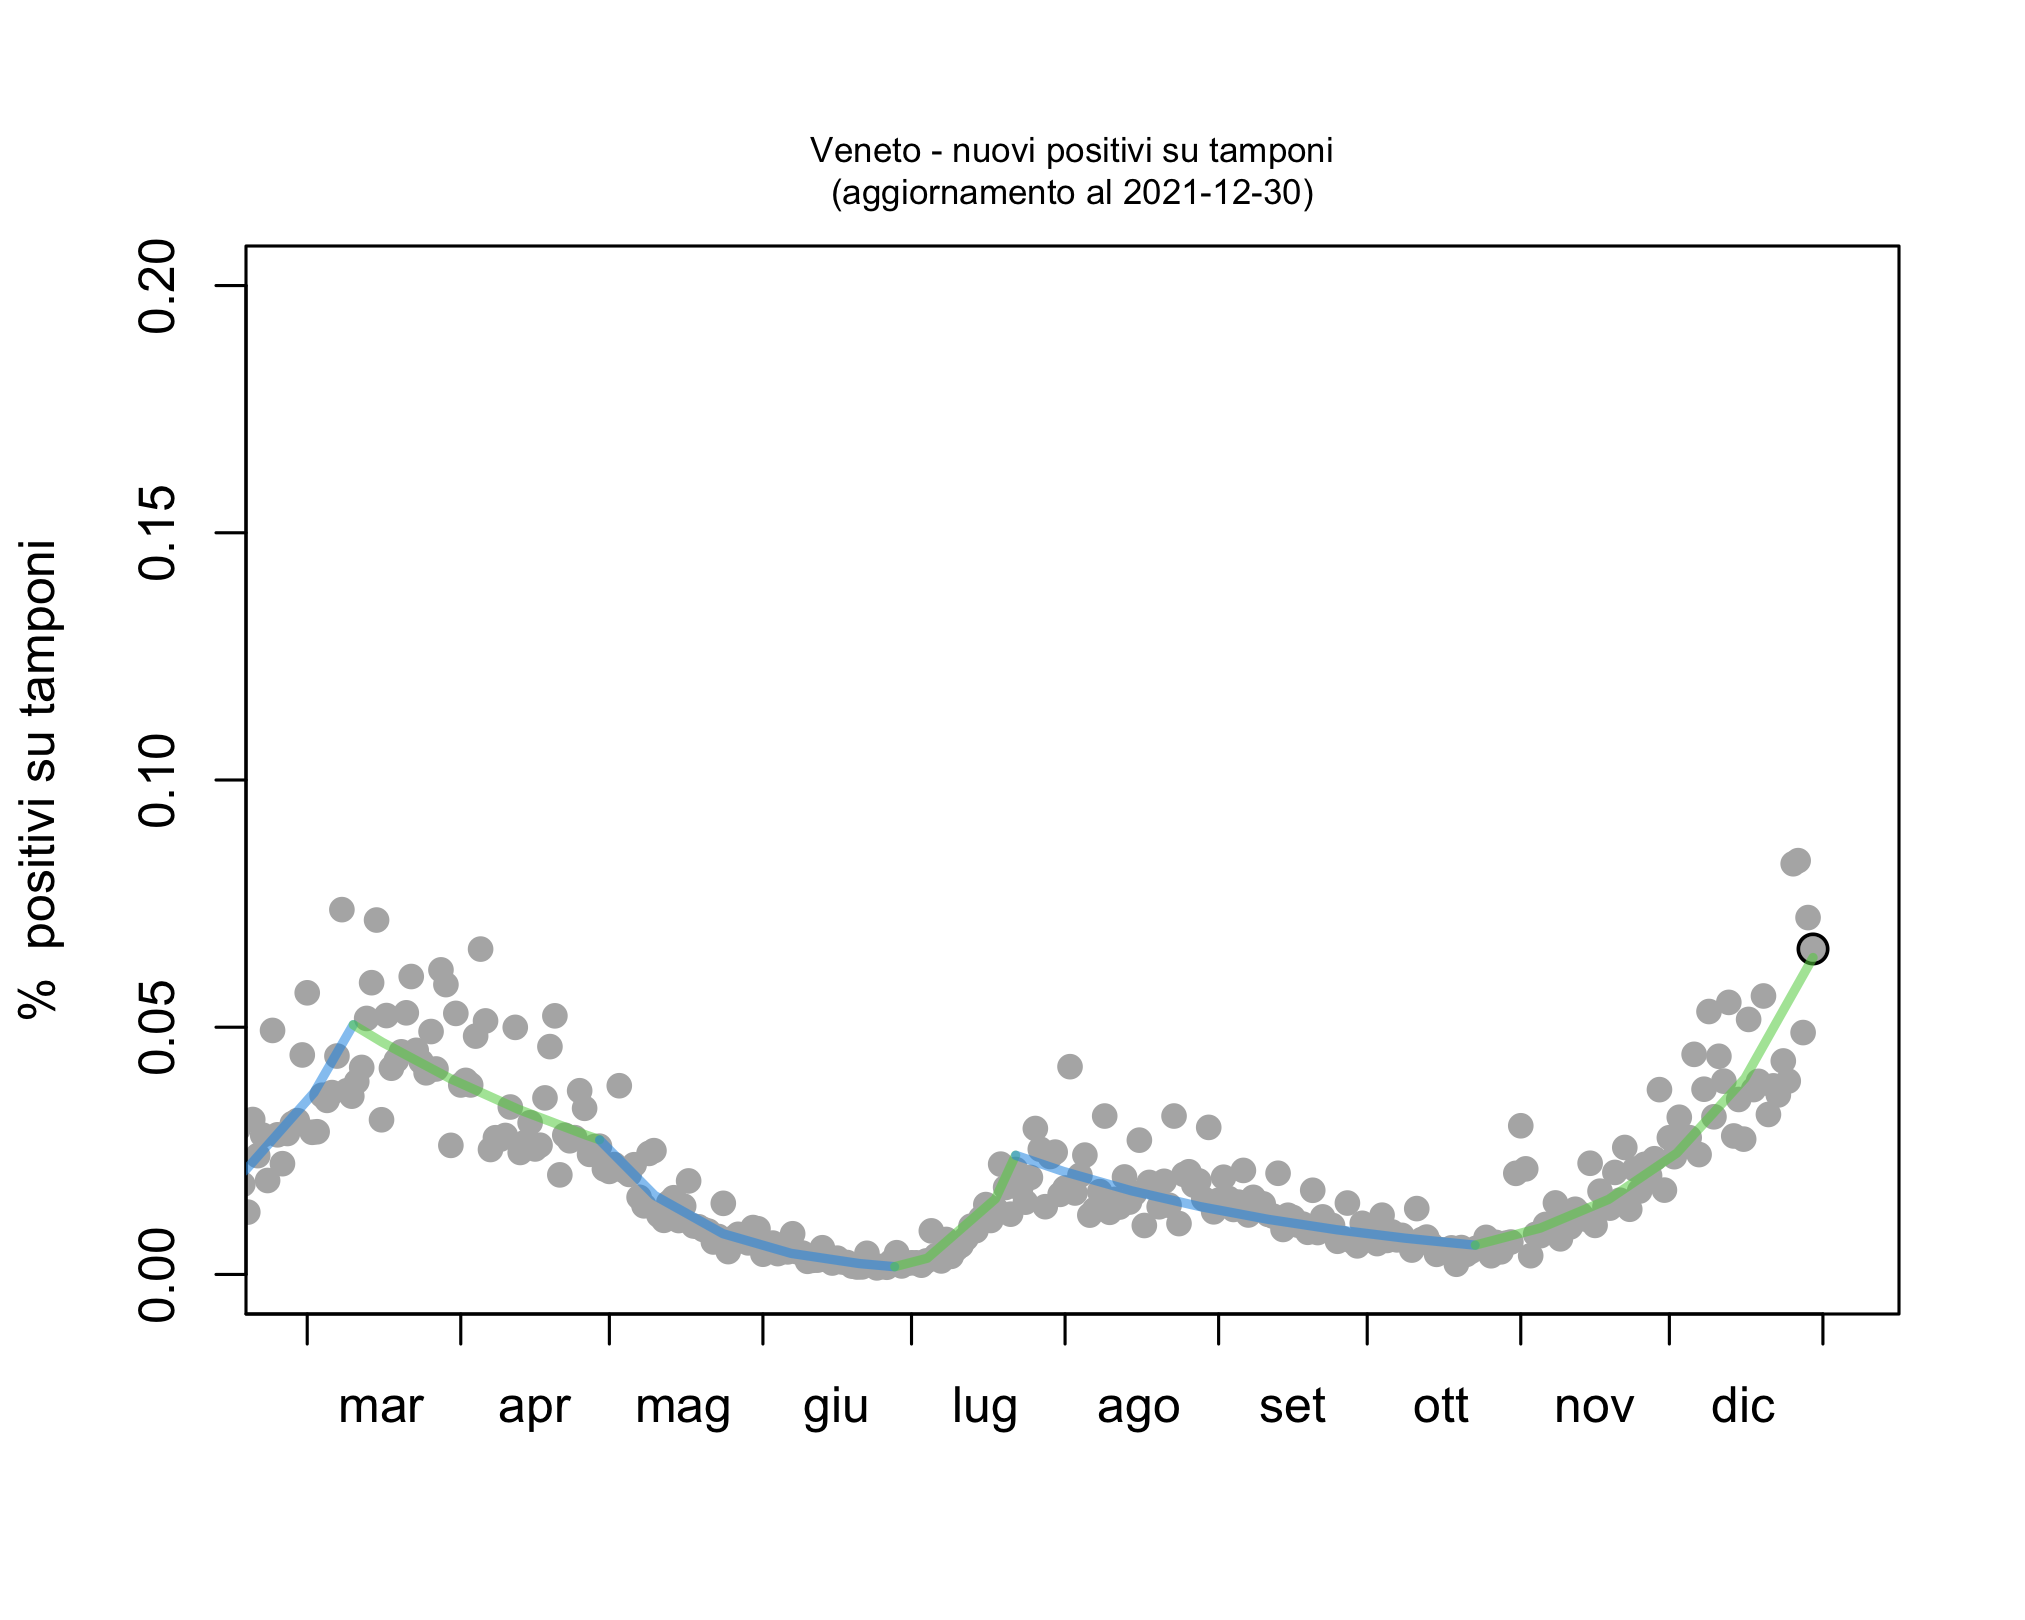 Veneto - nuovi positivi su tamponi
(aggiornamento al 2021-12-30)
% positivi su tamponi
0.20
0.15
0.10
0.05
0.00
mar apr mag giu lug ago set ott nov dic